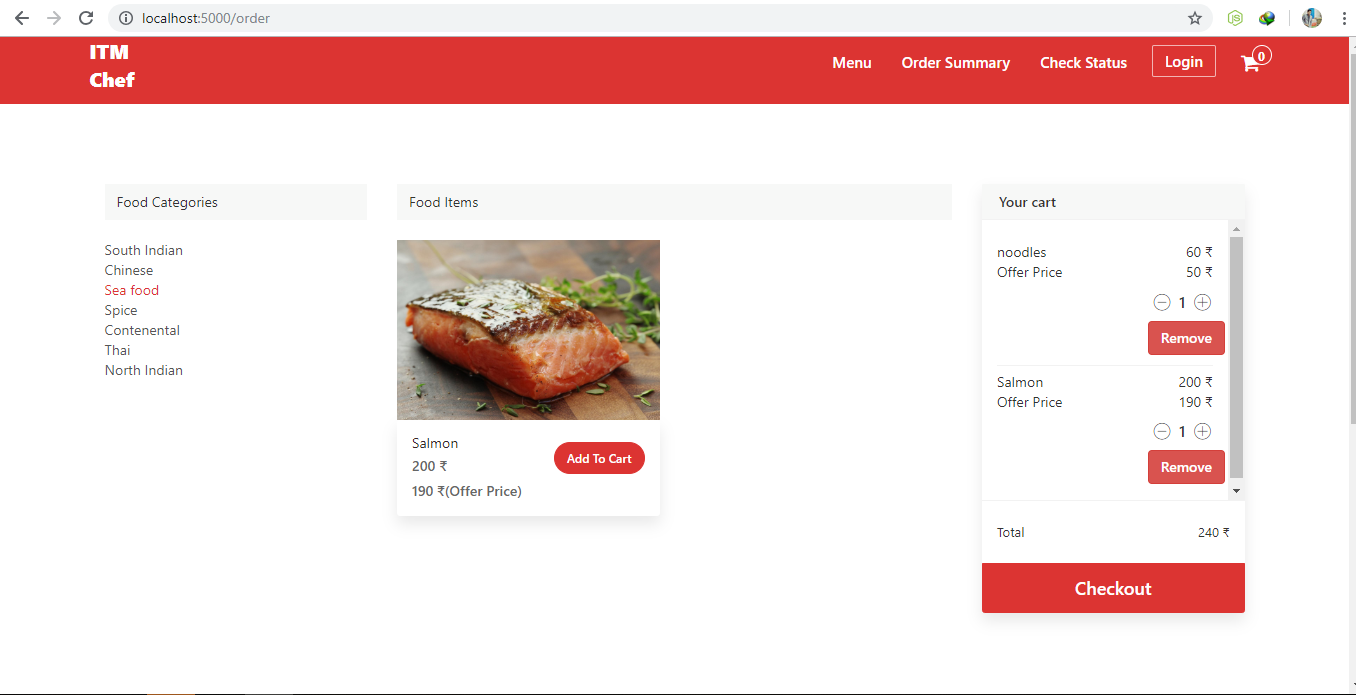 localhost:5000/order
ITM
Chef
Menu
Order Summary
Check Status
Login
0
Food Categories
South Indian
Chinese
Sea food
Spice
Contenental
Thai
North Indian
Food Items
Salmon
200 ₹
190 ₹(Offer Price)
Add To Cart
Your cart
noodles 60 ₹
Offer Price 50 ₹
1
Remove
Salmon 200 ₹
Offer Price 190 ₹
1
Remove
Total 240 ₹
Checkout